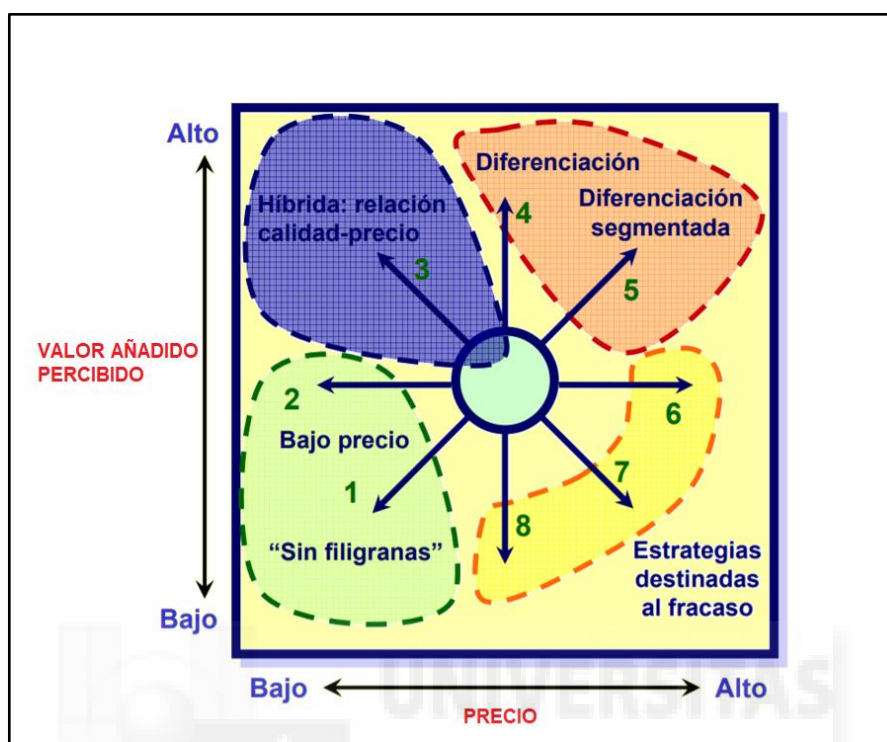 Alto
Diferenciación
Diferenciación
segmentada
Híbrida: relación
calidad-precio
4
3
5
VALOR AÑADIDO
PERCIBIDO
2
6
Bajo precio
1
7
8
“Sin filigranas”
Estrategias
destinadas
al fracaso
Bajo
UNIVERSITAS
Bajo
Alto
PRECIO